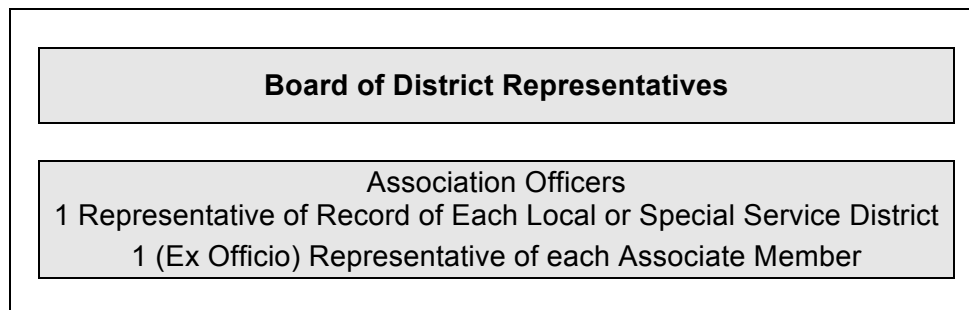 Board of District Representatives
Association Officers
1 Representative of Record of Each Local or Special Service District
1 (Ex Officio) Representative of each Associate Member